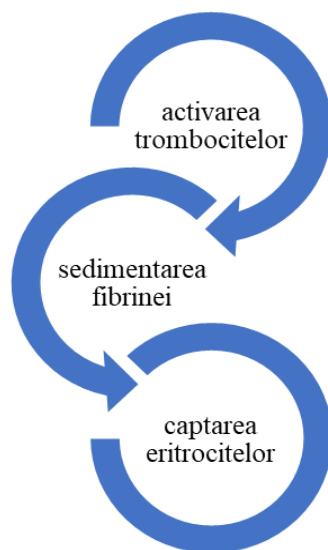 activarea
trombocitelor
sedimentarea
fibrinei
captarea
eritrocitelor